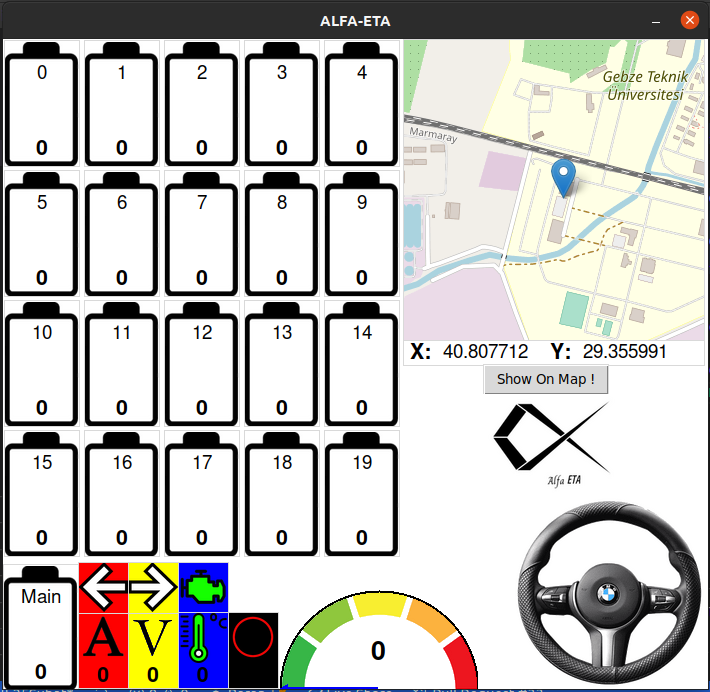 ALFA-ETA
0 1 2 3 4
0 0 0 0 0
5 6 7 8 9
0 0 0 0 0
10 11 12 13 14
0 0 0 0 0
15 16 17 18 19
0 0 0 0 0
Main
0
A V °C
0 0 0
0
Gebze Teknik
Üniversitesi
Marmaray
X: 40.807712 Y: 29.355991
Show On Map !
Alfa ETA